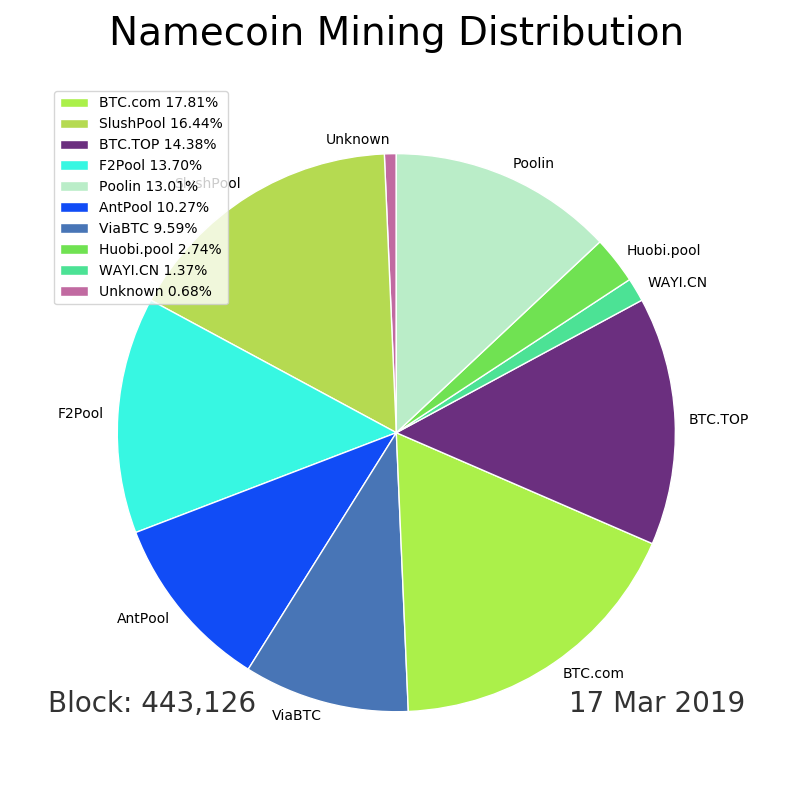 Namecoin Mining Distribution
BTC.com 17.81%
SlushPool 16.44%
BTC.TOP 14.38%
F2Pool 13.70%
Poolin 13.01%
AntPool 10.27%
ViaBTC 9.59%
Huobi.pool 2.74%
WAYI.CN 1.37%
Unknown 0.68%
Unknown
Poolin
SlushPool
Huobi.pool
WAYI.CN
F2Pool
BTC.TOP
AntPool
BTC.com
ViaBTC
Block: 443,126
17 Mar 2019